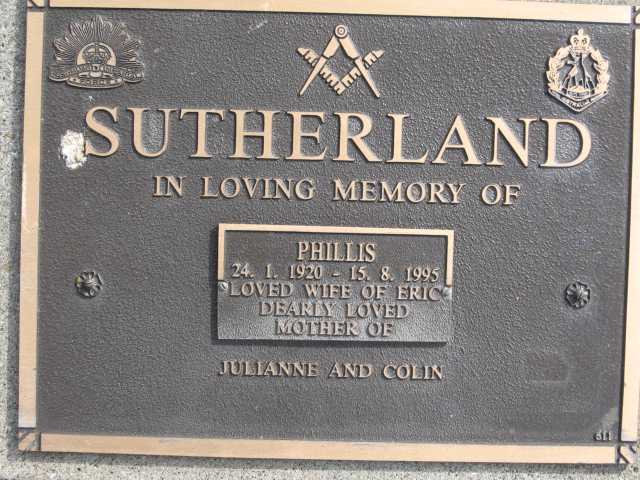 SUTHERLAND
IN LOVING MEMORY OF
PHILLIS
24. 1. 1920 - 15. 8. 1995
LOVED WIFE OF ERIC
DEARLY LOVED
MOTHER OF
JULIANNE AND COLIN
611